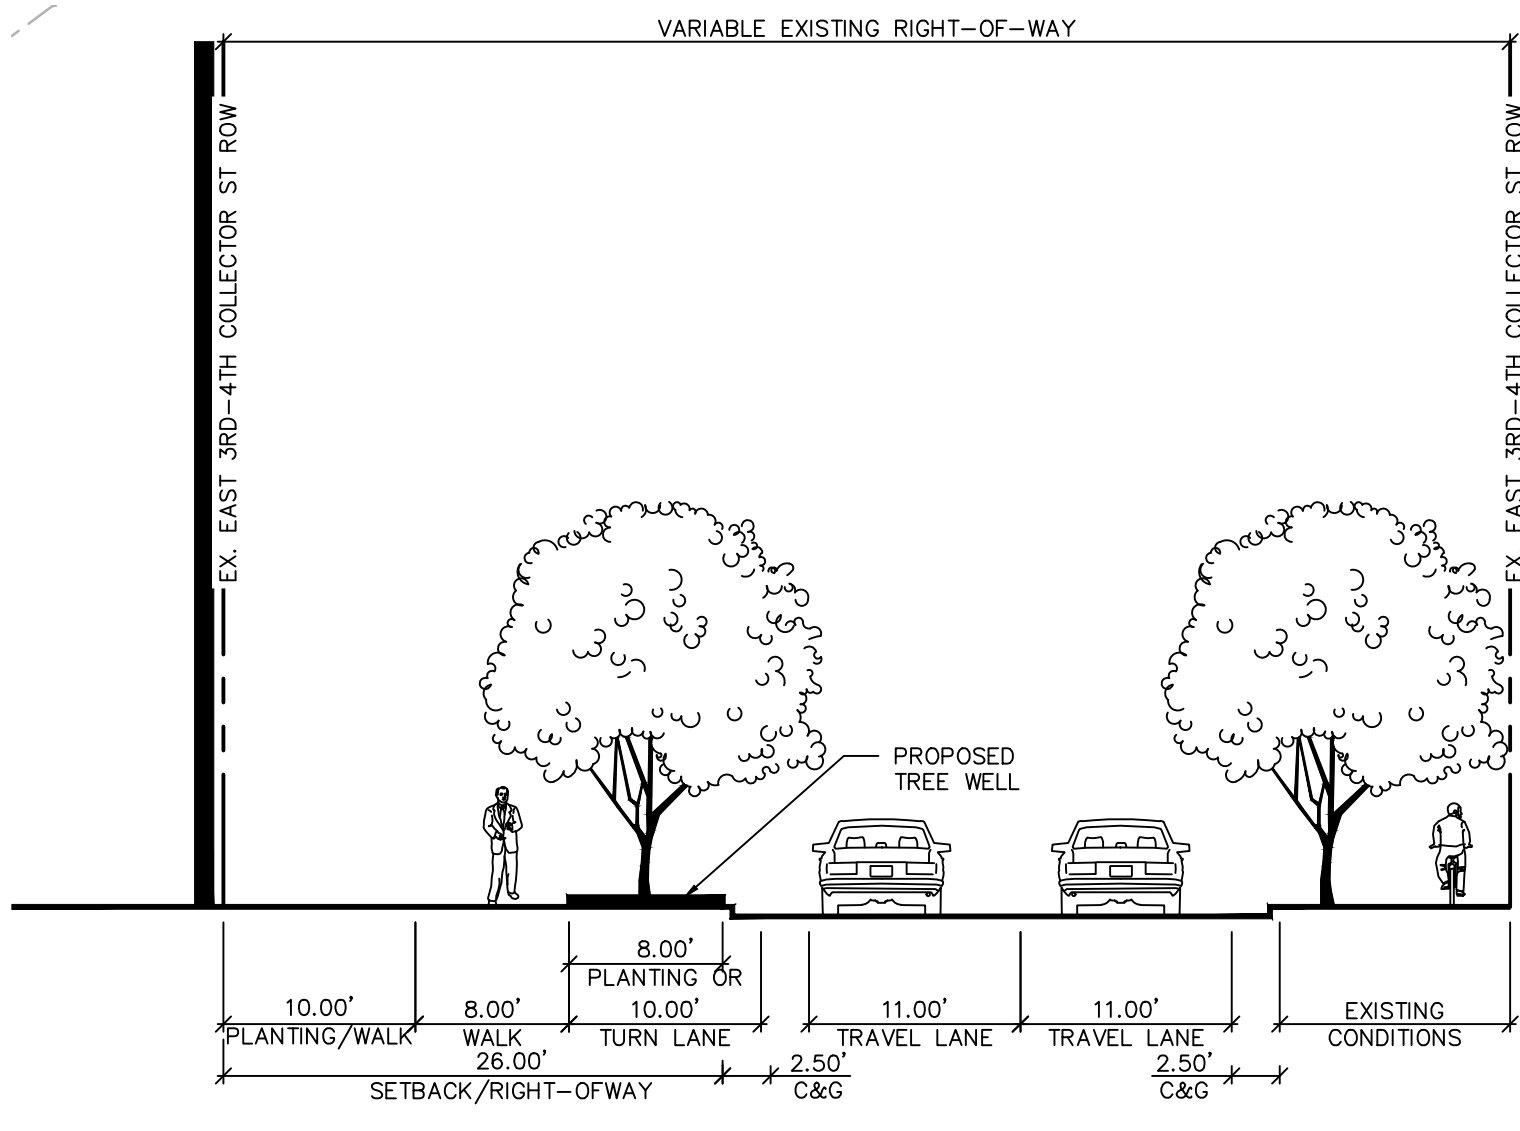 VARIABLE EXISTING RIGHT-OF-WAY
EX. EAST 3RD-4TH COLLECTOR ST ROW
EX. EAST 3RD-4TH COLLECTOR ST ROW
PROPOSED
TREE WELL
8.00'
PLANTING OR
10.00'
PLANTING/WALK
8.00'
WALK
10.00'
TURN LANE
11.00'
TRAVEL LANE
11.00'
TRAVEL LANE
EXISTING
CONDITIONS
26.00'
SETBACK/RIGHT-OFWAY
2.50'
C&G
2.50'
C&G